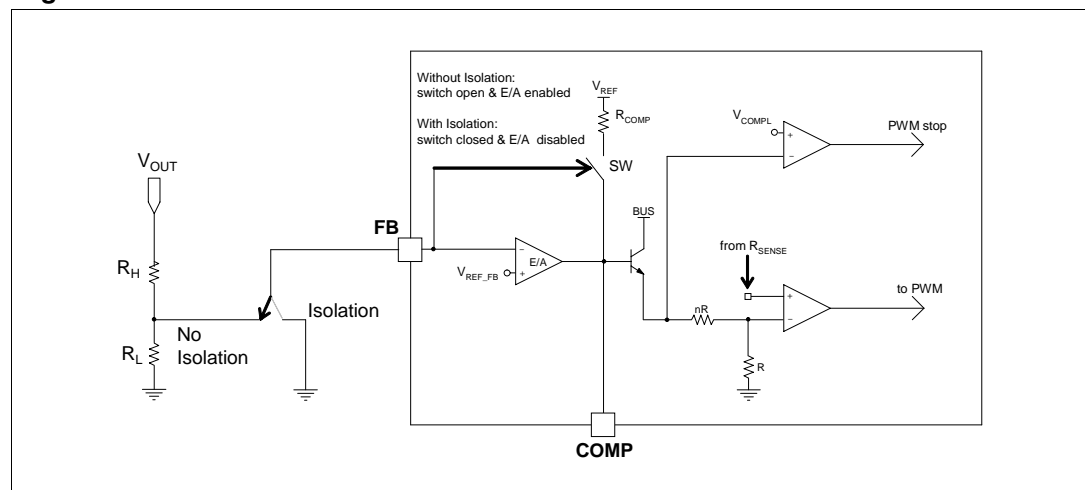 Without Isolation:
switch open & E/A enabled
With Isolation:
switch closed & E/A disabled
VREF
RCOMP
SW
VCOMPL
+
-
PWM stop
VOUT
RH
RL
No
Isolation
Isolation
FB
-
E/A
+
VREF_FB
BUS
from RSENSE
+
-
to PWM
nR
R
COMP